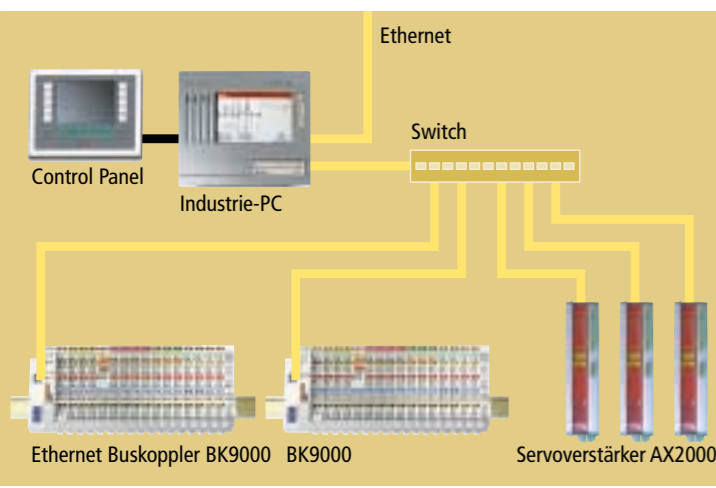 Ethernet
Switch
Control Panel
Industrie-PC
Ethernet Buskoppler BK9000
BK9000
Servoverstärker AX2000